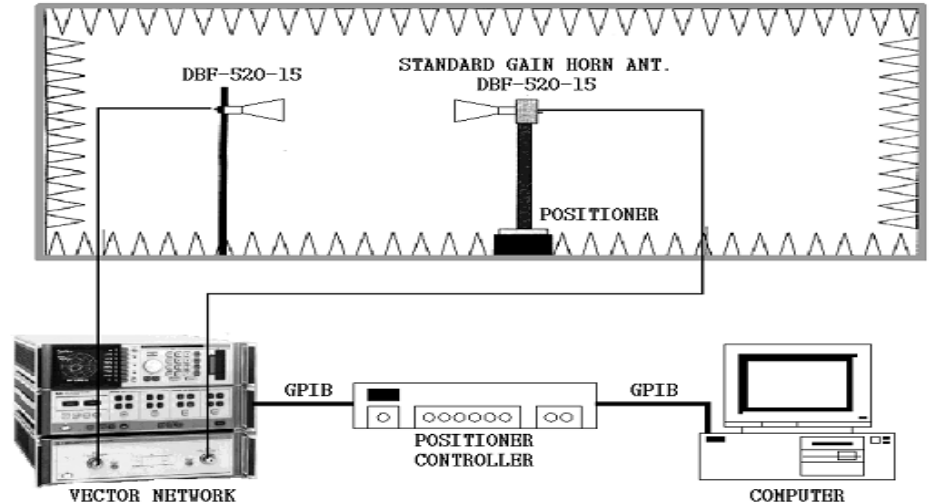 DBF-520-15
STANDARD GAIN HORN ANT.
DBF-520-15
POSITIONER
GPIB
GPIB
POSITIONER
CONTROLLER
VECTOR NETWORK
COMPUTER